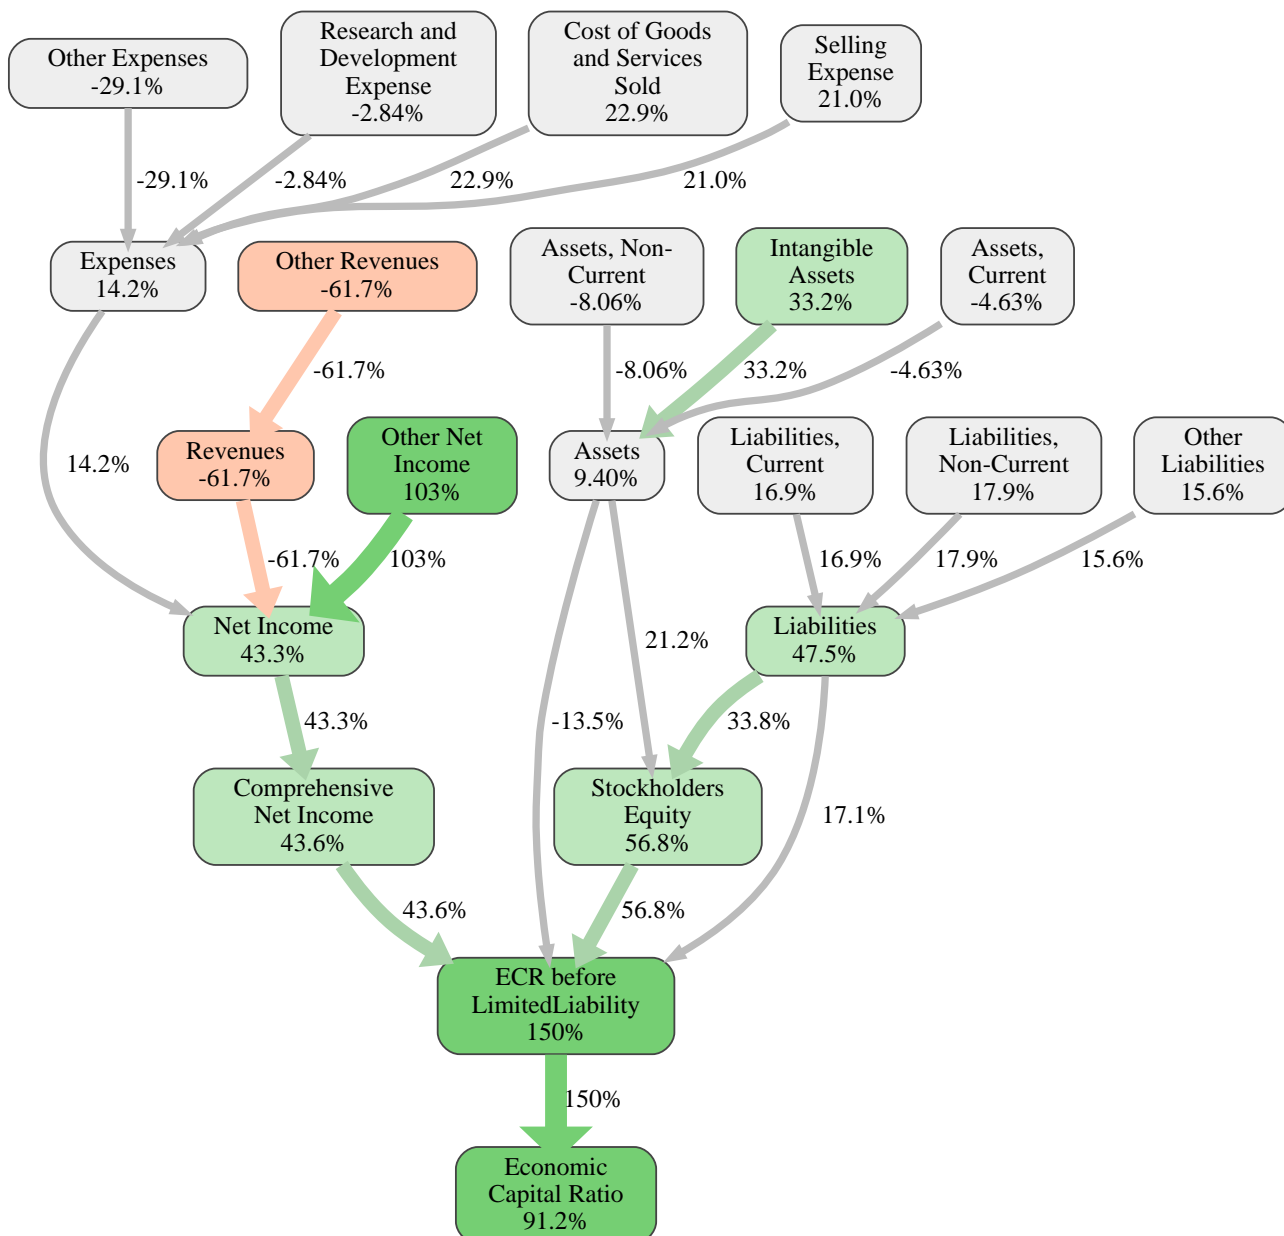 Other Expenses
-29.1%
Research and
Development
Expense
-2.84%
Cost of Goods
and Services
Sold
22.9%
Selling
Expense
21.0%
-29.1%
-2.84%
22.9%
21.0%
Expenses
14.2%
Other Revenues
-61.7%
Assets, Non-
Current
-8.06%
Intangible
Assets
33.2%
Assets,
Current
-4.63%
-61.7%
-8.06%
33.2%
-4.63%
14.2%
Revenues
-61.7%
Other Net
Income
103%
Assets
9.40%
Liabilities,
Current
16.9%
Liabilities,
Non-Current
17.9%
Other
Liabilities
15.6%
-61.7%
103%
16.9%
17.9%
15.6%
Net Income
43.3%
21.2%
Liabilities
47.5%
43.3%
-13.5%
33.8%
Comprehensive
Net Income
43.6%
Stockholders
Equity
56.8%
17.1%
43.6%
56.8%
ECR before
LimitedLiability
150%
150%
Economic
Capital Ratio
91.2%